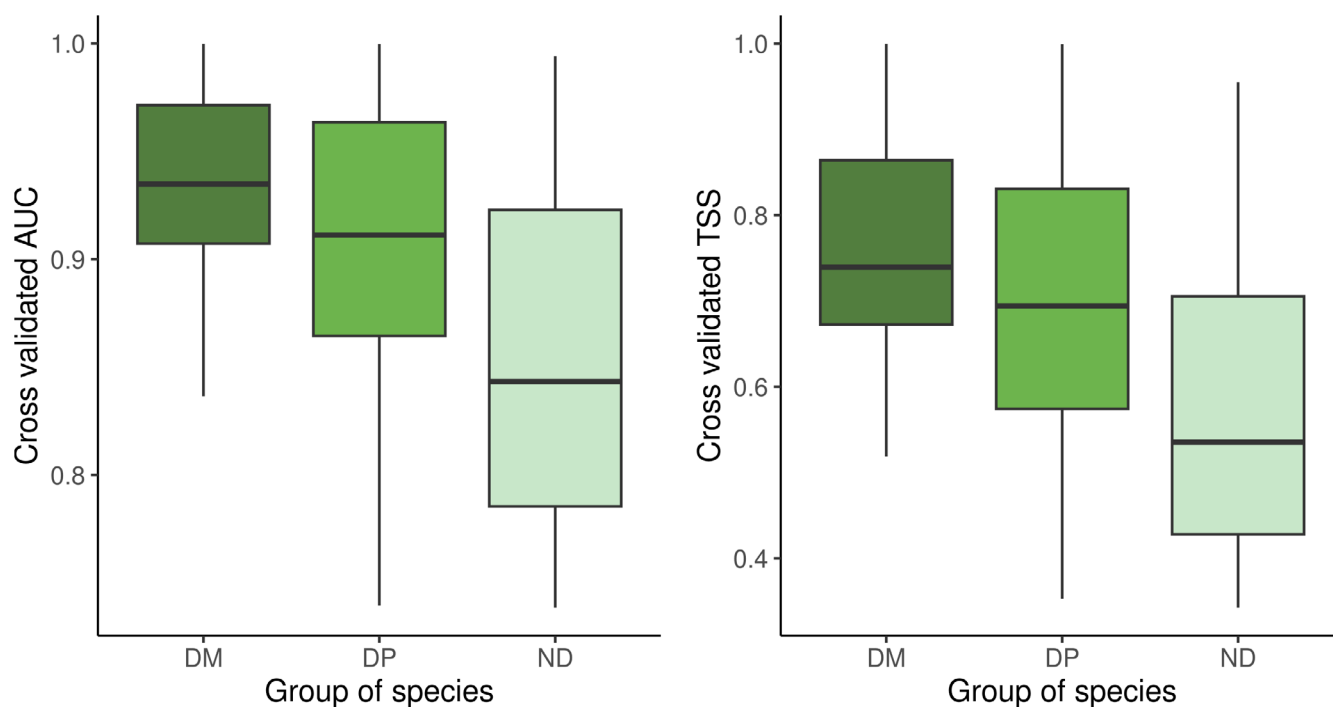 Cross validated AUC
1.0
0.9
0.8
DM DP ND
Group of species
Cross validated TSS
1.0
0.8
0.6
0.4
DM DP ND
Group of species